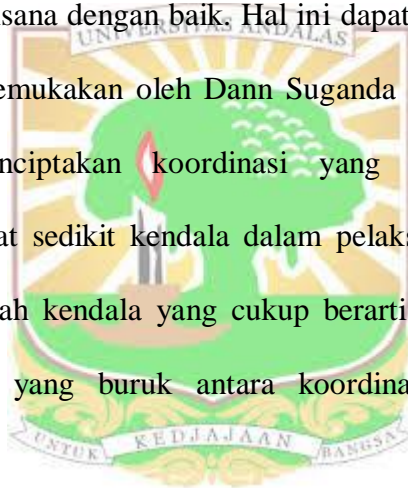 sana dengan baik. Hal ini dapat
UNIVERSITAS ANDALAS
emukakan oleh Dann Suganda
nciptakan koordinasi yang
at sedikit kendala dalam pelaks
ah kendala yang cukup berarti
yang buruk antara koordina
UNTUK KEDJAJAAN BANGSA